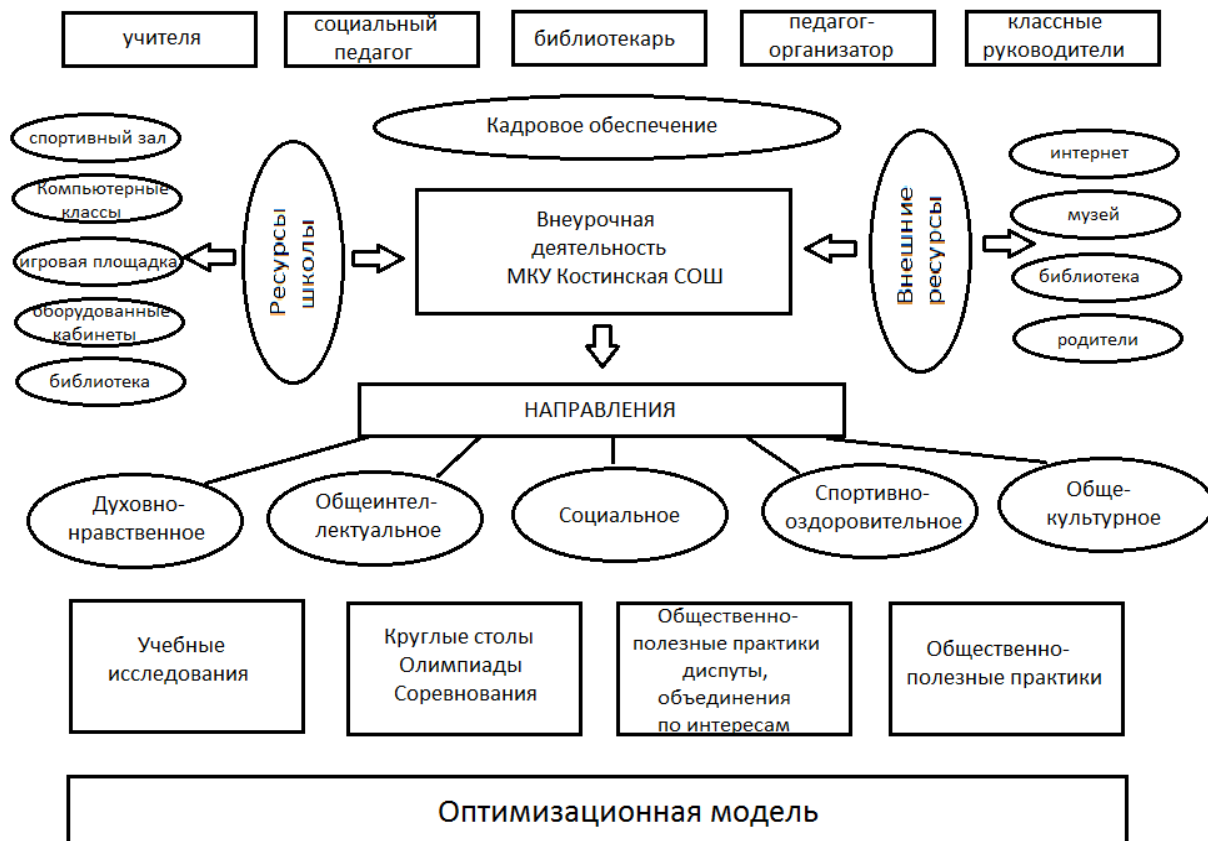 учителя
социальный
педагог
библиотекарь
педагог-
организатор
классные
руководители
Кадровое обеспечение
спортивный зал
Компьютерные
классы
игровая площадка
оборудованные
кабинеты
библиотека
Ресурсы
школы
Внеурочная
деятельность
МКУ Костинская СОШ
Внешние
ресурсы
интернет
музей
библиотека
родители
НАПРАВЛЕНИЯ
Духовно-
нравственное
Общеинтел-
лектуальное
Социальное
Спортивно-
оздоровительное
Обще-
культурное
Учебные
исследования
Круглые столы
Олимпиады
Соревнования
Общественно-
полезные практики
диспуты,
объединения
по интересам
Общественно-
полезные практики
Оптимизационная модель